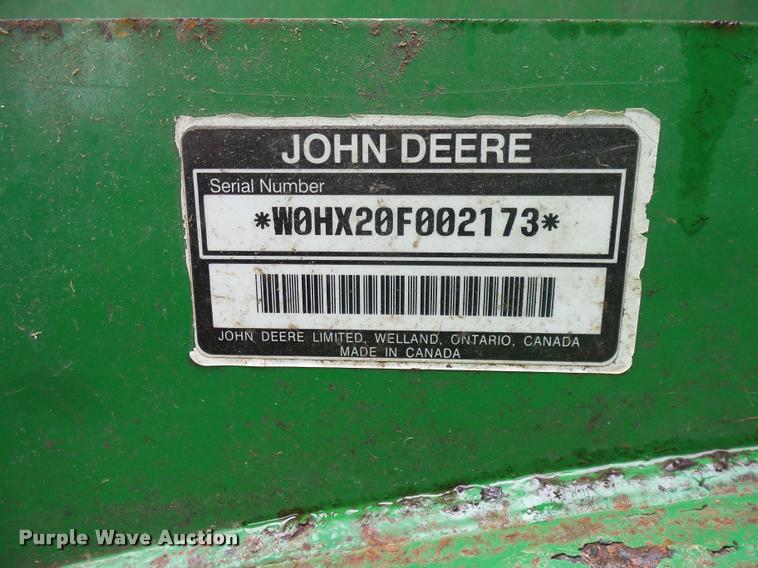 JOHN DEERE
Serial Number
*W0HX20F002173*
JOHN DEERE LIMITED, WELLAND, ONTARIO, CANADA
MADE IN CANADA
Purple Wave Auction